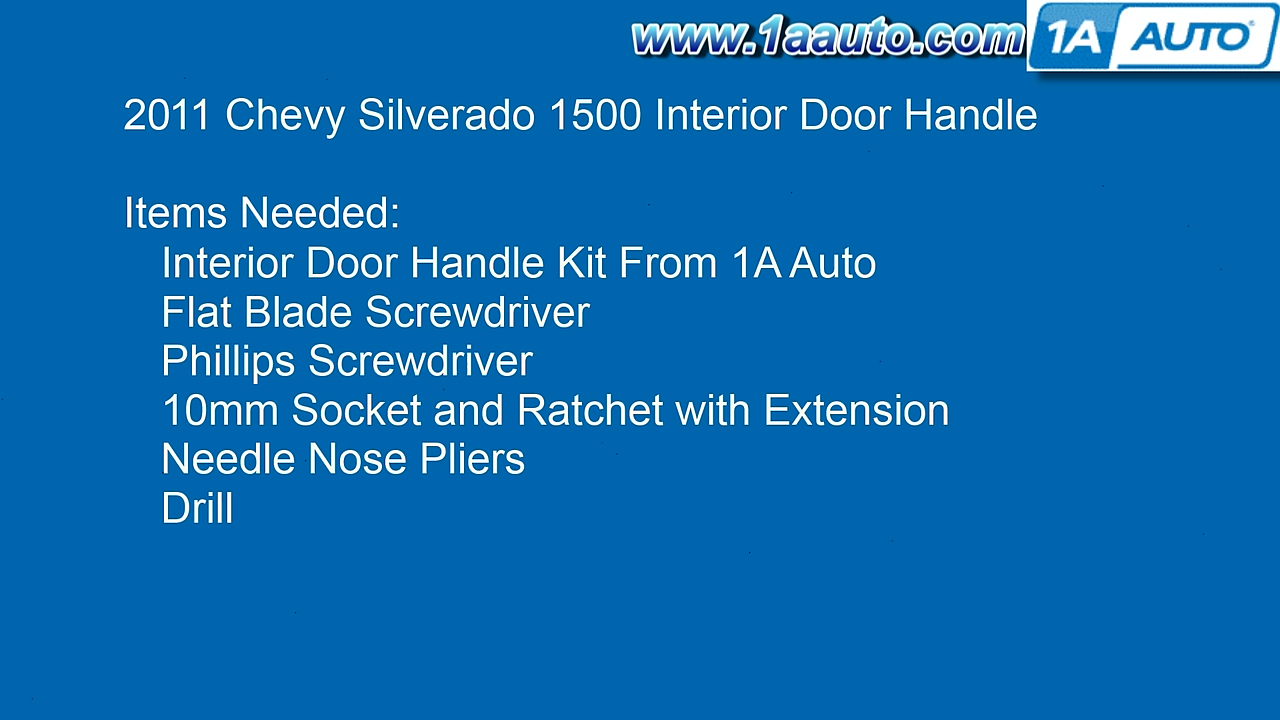 www.1aauto.com 1A AUTO
2011 Chevy Silverado 1500 Interior Door Handle
Items Needed:
Interior Door Handle Kit From 1A Auto
Flat Blade Screwdriver
Phillips Screwdriver
10mm Socket and Ratchet with Extension
Needle Nose Pliers
Drill